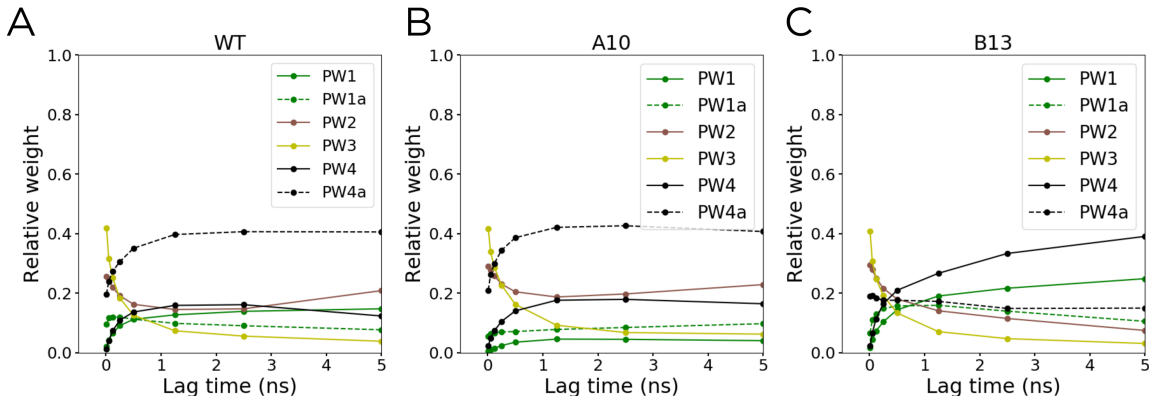 A
WT
Relative weight
1.0
0.8
0.6
0.4
0.2
0.0
0
1
2
3
4
5
Lag time (ns)
PW1
PW1a
PW2
PW3
PW4
PW4a
B
A10
Relative weight
1.0
0.8
0.6
0.4
0.2
0.0
0
1
2
3
4
5
Lag time (ns)
PW1
PW1a
PW2
PW3
PW4
PW4a
C
B13
Relative weight
1.0
0.8
0.6
0.4
0.2
0.0
0
1
2
3
4
5
Lag time (ns)
PW1
PW1a
PW2
PW3
PW4
PW4a